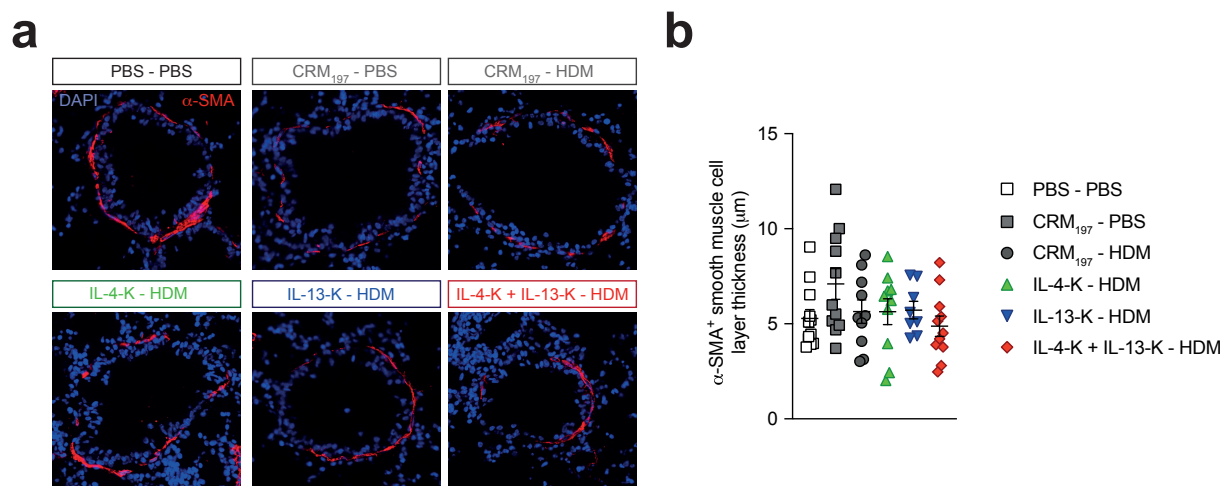 a
PBS - PBS
CRM₁₉₇ - PBS
CRM₁₉₇ - HDM
DAPI
α-SMA
IL-4-K - HDM
IL-13-K - HDM
IL-4-K + IL-13-K - HDM
b
α-SMA⁺ smooth muscle cell
layer thickness (μm)
15
10
5
0
PBS - PBS
CRM₁₉₇ - PBS
CRM₁₉₇ - HDM
IL-4-K - HDM
IL-13-K - HDM
IL-4-K + IL-13-K - HDM